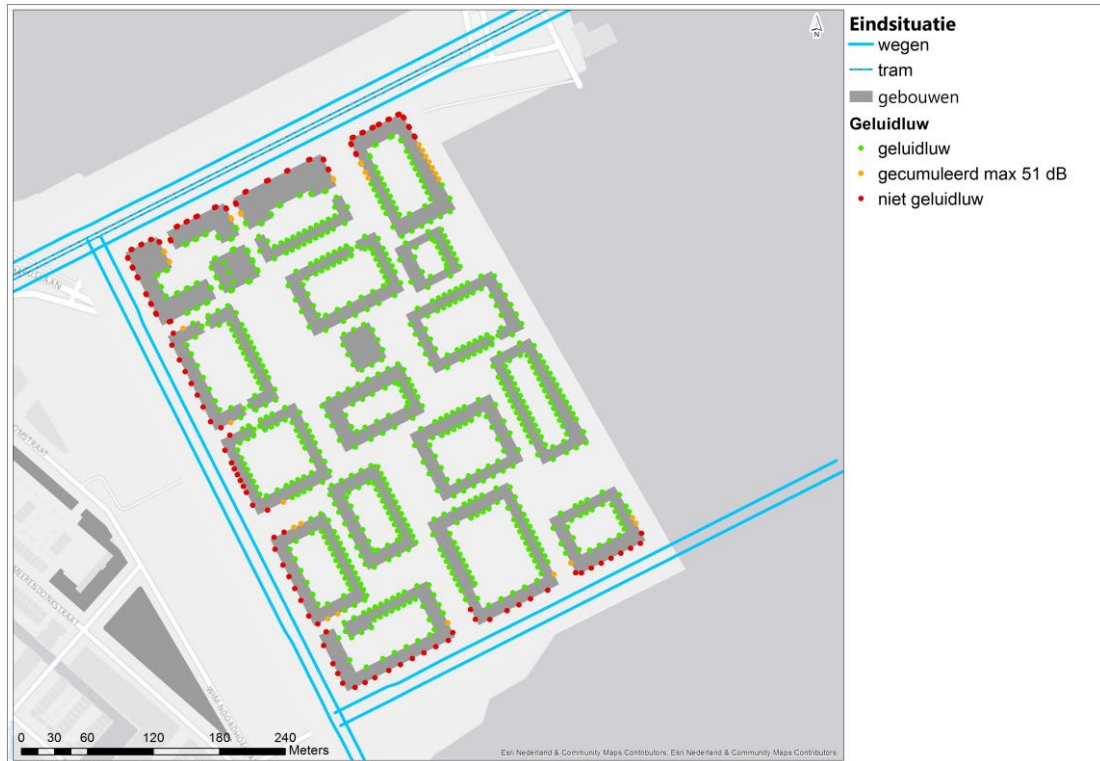 N
Eindsituatie
wegen
tram
gebouwen
Geluidluw
geluidluw
gecumuleerd max 51 dB
niet geluidluw
0 30 60 120 180 240
Meters
Esri Nederland & Community Maps Contributors, Esri Nederland & Community Maps Contributors